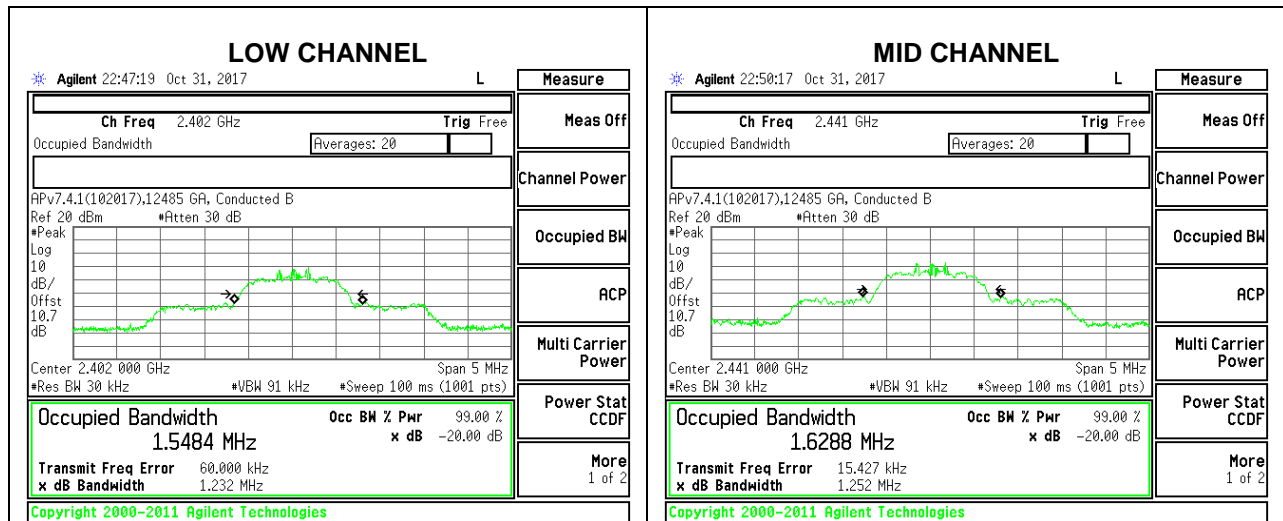 LOW CHANNEL
Agilent 22:47:19 Oct 31, 2017 L
Measure
Ch Freq 2.402 GHz Trig Free
Meas Off
Occupied Bandwidth Averages: 20
Channel Power
APv7.4.1(102017),12485 GA, Conducted B
Ref 20 dBm #Atten 30 dB
#Peak
Occupied BW
Log
10
dB/
ACP
Offst
10.7
dB
Multi Carrier
Power
Center 2.402 000 GHz Span 5 MHz
#Res BW 30 kHz #VBW 91 kHz #Sweep 100 ms (1001 pts)
Power Stat
CCDF
Occupied Bandwidth Occ BW % Pwr 99.00 %
1.5484 MHz x dB -20.00 dB
More
1 of 2
Transmit Freq Error 60.000 kHz
x dB Bandwidth 1.232 MHz
Copyright 2000-2011 Agilent Technologies
MID CHANNEL
Agilent 22:50:17 Oct 31, 2017 L
Measure
Ch Freq 2.441 GHz Trig Free
Meas Off
Occupied Bandwidth Averages: 20
Channel Power
APv7.4.1(102017),12485 GA, Conducted B
Ref 20 dBm #Atten 30 dB
#Peak
Occupied BW
Log
10
dB/
ACP
Offst
10.7
dB
Multi Carrier
Power
Center 2.441 000 GHz Span 5 MHz
#Res BW 30 kHz #VBW 91 kHz #Sweep 100 ms (1001 pts)
Power Stat
CCDF
Occupied Bandwidth Occ BW % Pwr 99.00 %
1.6288 MHz x dB -20.00 dB
More
1 of 2
Transmit Freq Error 15.427 kHz
x dB Bandwidth 1.252 MHz
Copyright 2000-2011 Agilent Technologies